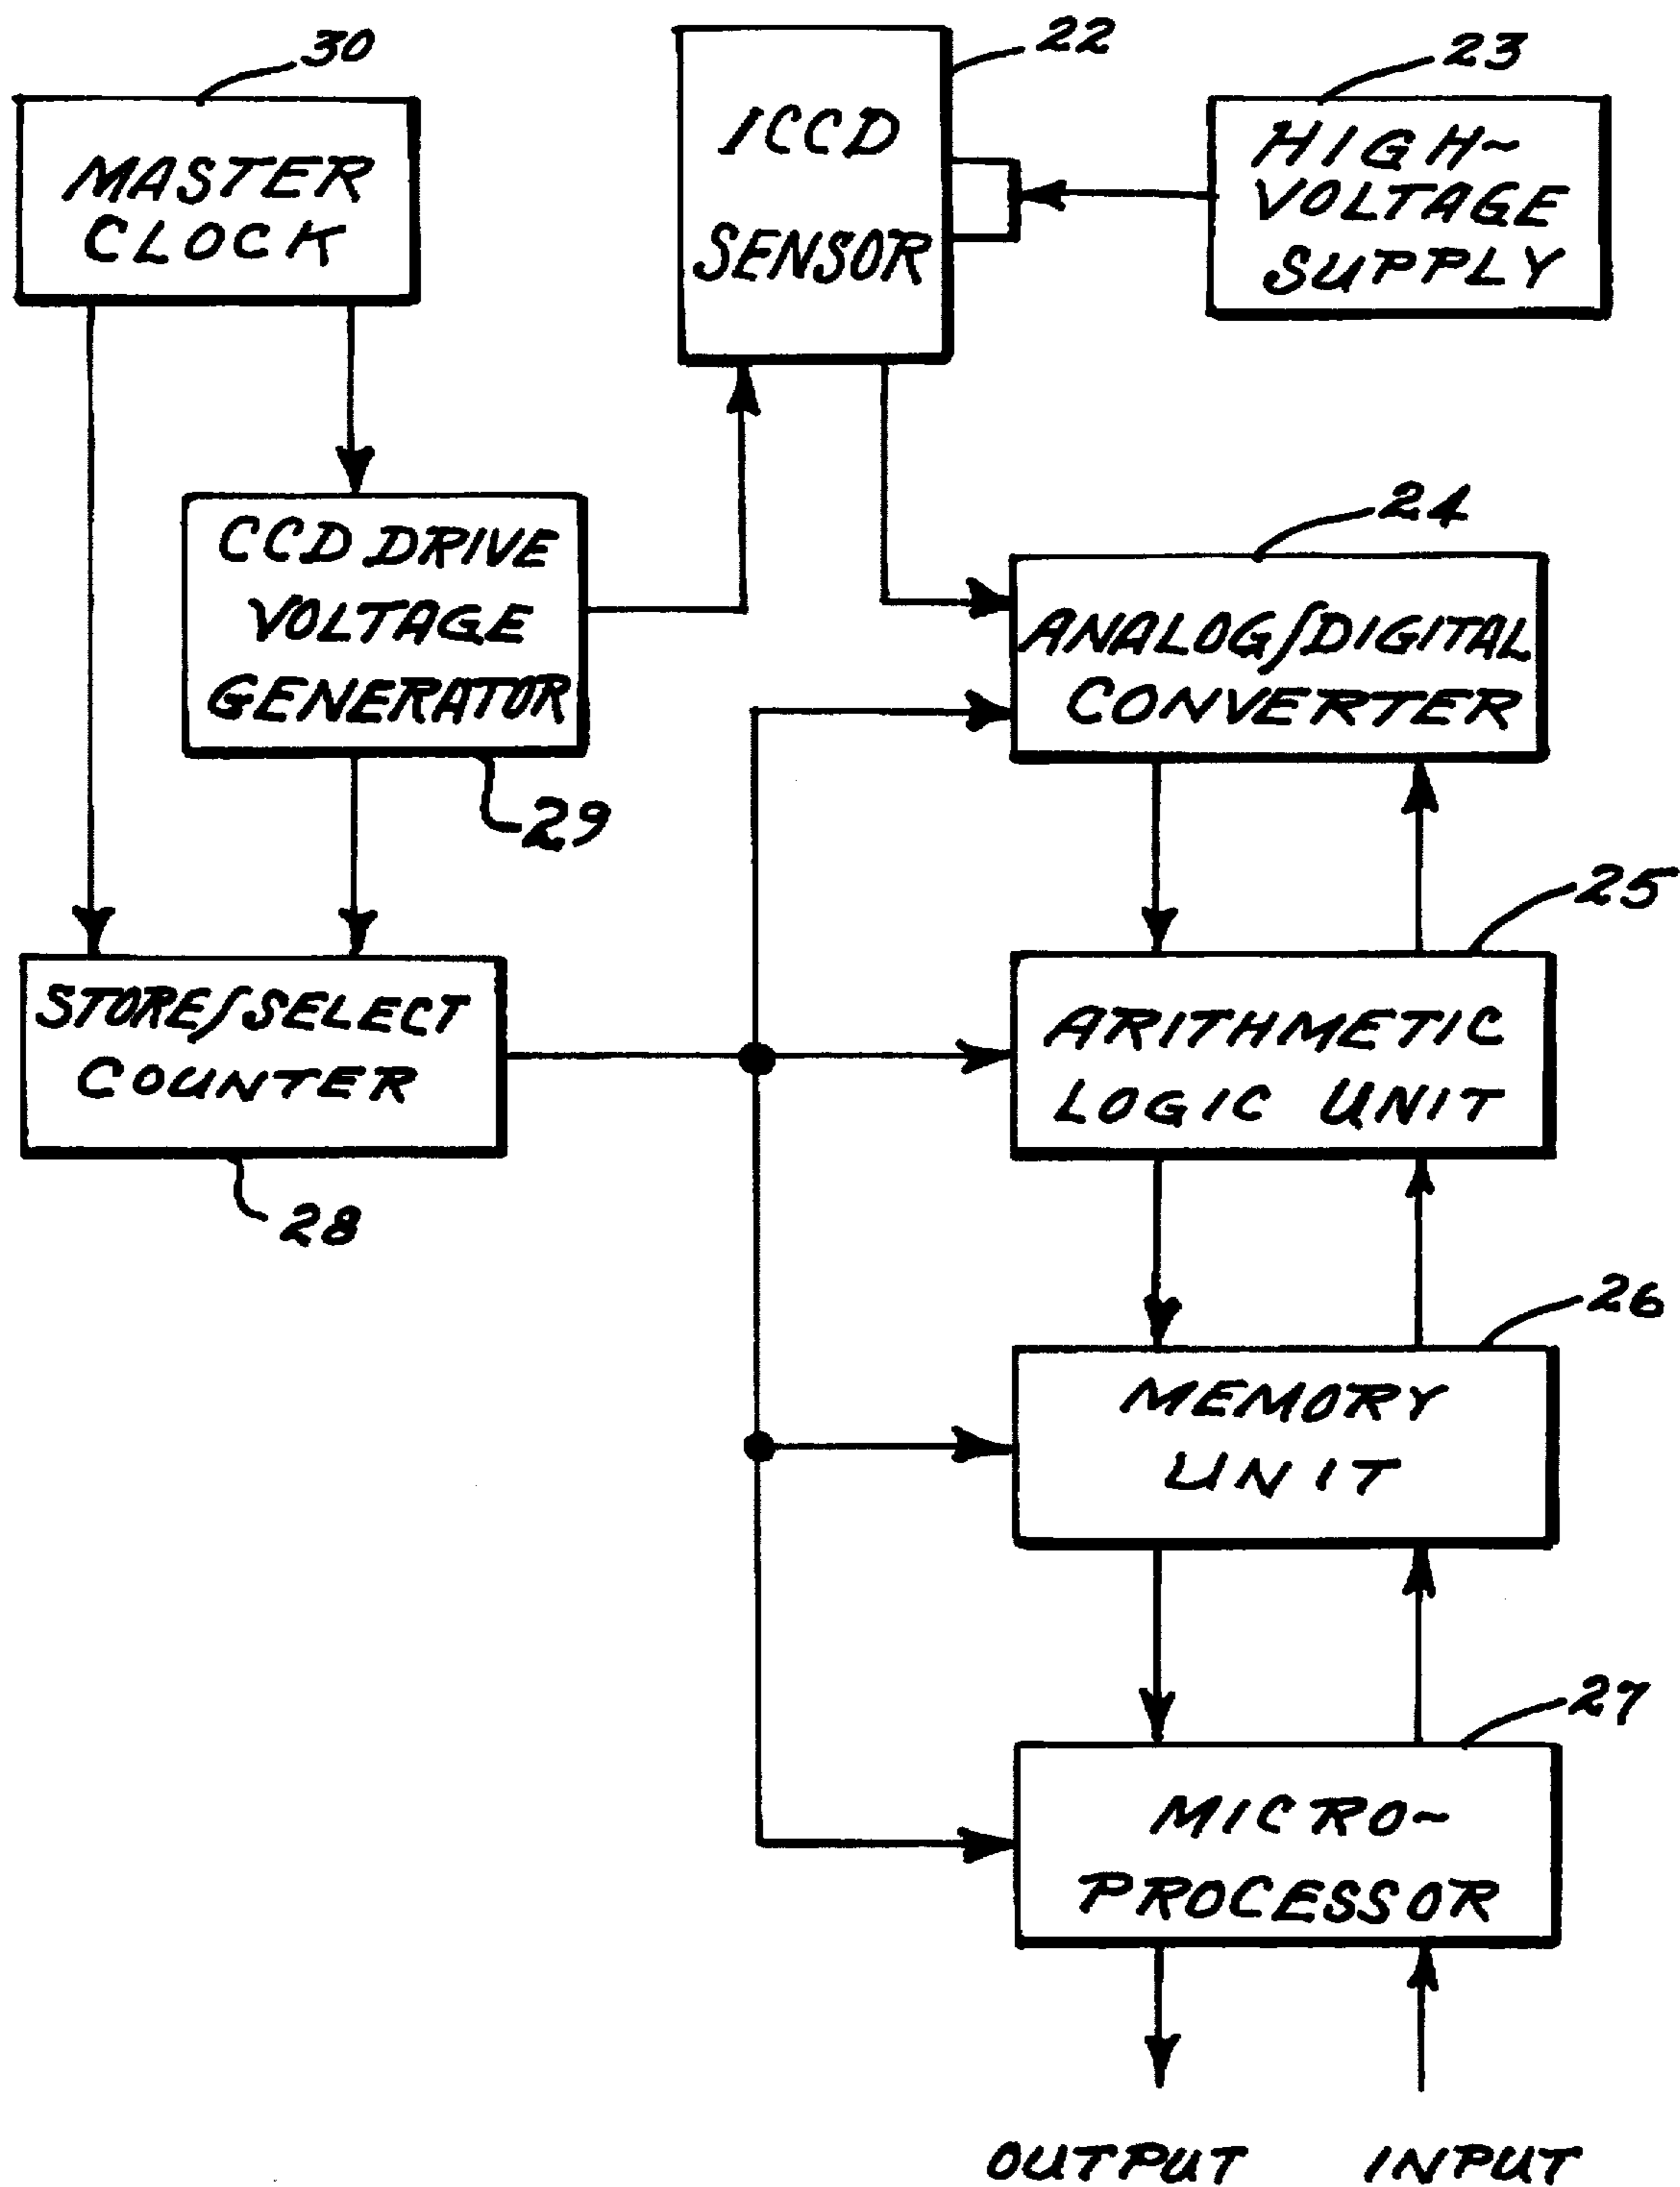 30
MASTER
CLOCK
22
ICCD
SENSOR
23
HIGH-
VOLTAGE
SUPPLY
CCD DRIVE
VOLTAGE
GENERATOR
29
24
ANALOG/DIGITAL
CONVERTER
STORE/SELECT
COUNTER
28
25
ARITHMETIC
LOGIC UNIT
26
MEMORY
UNIT
27
MICRO-
PROCESSOR
OUTPUT
INPUT